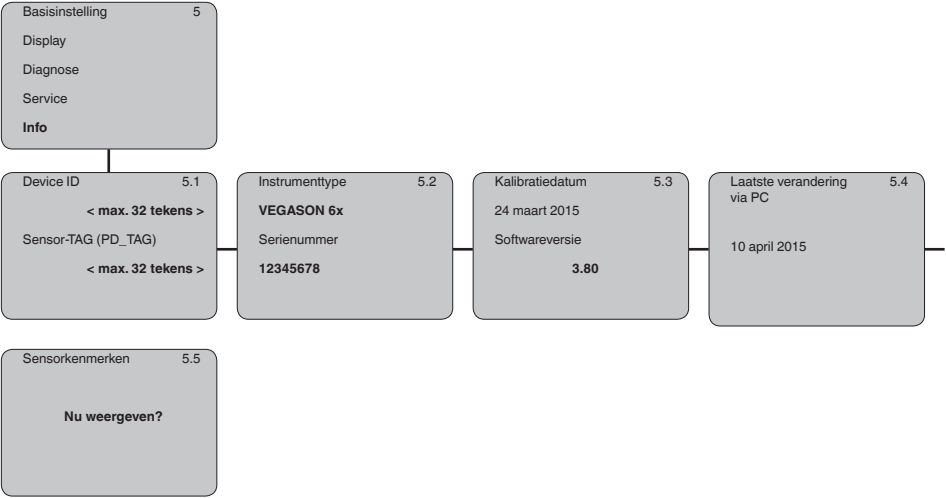 Basisinstelling 5
Display
Diagnose
Service
Info
Device ID 5.1
< max. 32 tekens >
Sensor-TAG (PD_TAG)
< max. 32 tekens >
Instrumenttype 5.2
VEGASON 6x
Serienummer
12345678
Kalibratiedatum 5.3
24 maart 2015
Softwareversie
3.80
Laatste verandering 5.4
via PC
10 april 2015
Sensorkenmerken 5.5
Nu weergeven?